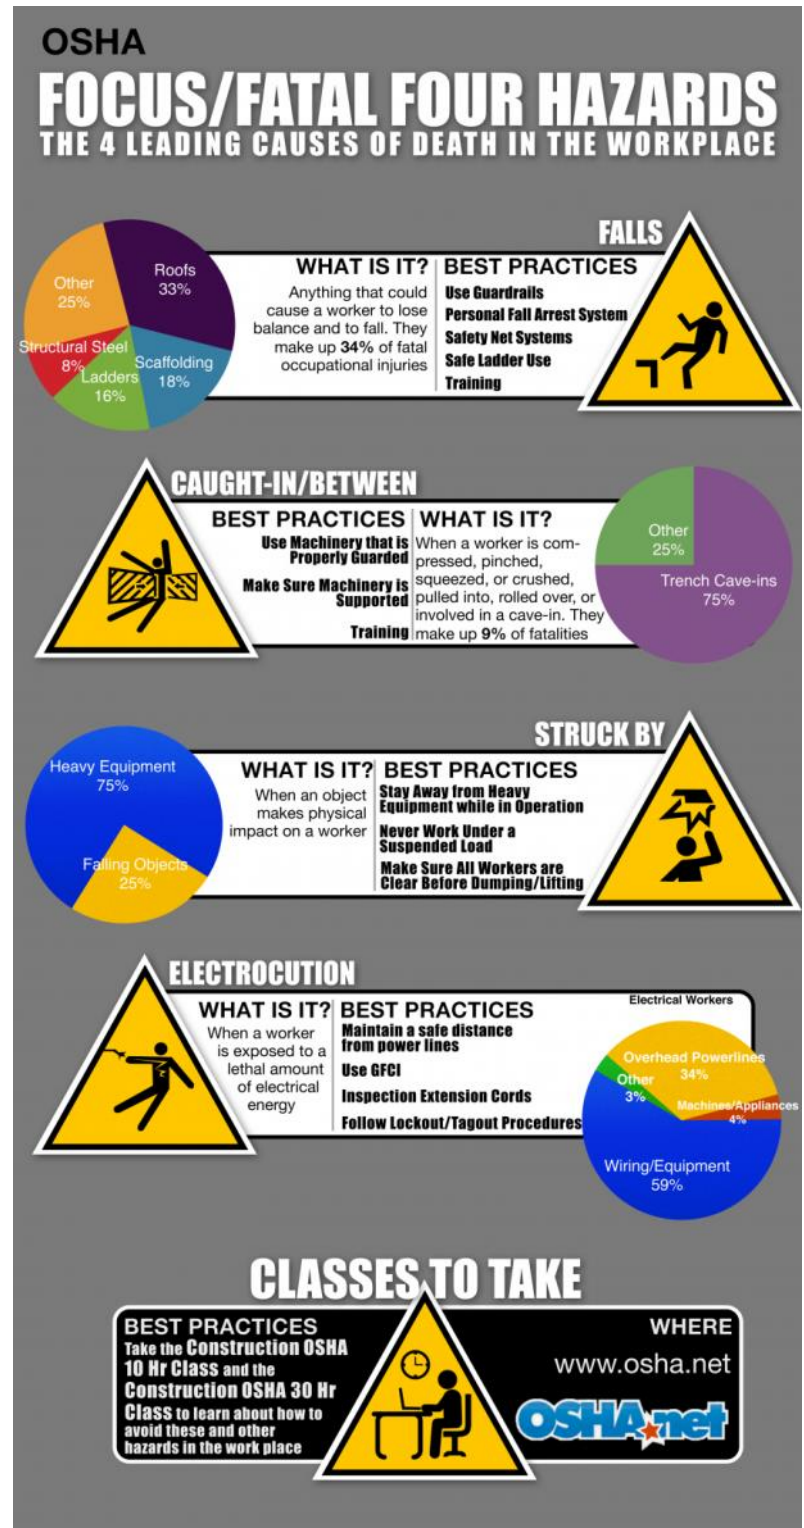 OSHA
FOCUS/FATAL FOUR HAZARDS
THE 4 LEADING CAUSES OF DEATH IN THE WORKPLACE
FALLS
Roofs
33%
Other
25%
Structural Steel
8%
Ladders
16%
Scaffolding
18%
WHAT IS IT?
Anything that could
cause a worker to lose
balance and to fall. They
make up 34% of fatal
occupational injuries
BEST PRACTICES
Use Guardrails
Personal Fall Arrest System
Safety Net Systems
Safe Ladder Use
Training
CAUGHT-IN/BETWEEN
BEST PRACTICES
Use Machinery that is
Properly Guarded
Make Sure Machinery is
Supported
Training
WHAT IS IT?
When a worker is com-
pressed, pinched,
squeezed, or crushed,
pulled into, rolled over, or
involved in a cave-in. They
make up 9% of fatalities
Other
25%
Trench Cave-ins
75%
STRUCK BY
Heavy Equipment
75%
Falling Objects
25%
WHAT IS IT?
When an object
makes physical
impact on a worker
BEST PRACTICES
Stay Away from Heavy
Equipment while in Operation
Never Work Under a
Suspended Load
Make Sure All Workers are
Clear Before Dumping/Lifting
ELECTROCUTION
WHAT IS IT?
When a worker
is exposed to a
lethal amount
of electrical
energy
BEST PRACTICES
Maintain a safe distance
from power lines
Use GFCI
Inspection Extension Cords
Follow Lockout/Tagout Procedures
Electrical Workers
Overhead Powerlines
34%
Other
3%
Machines/Appliances
4%
Wiring/Equipment
59%
CLASSES TO TAKE
BEST PRACTICES
Take the Construction OSHA
10 Hr Class and the
Construction OSHA 30 Hr
Class to learn about how to
avoid these and other
hazards in the work place
WHERE
www.osha.net
OSHA.net